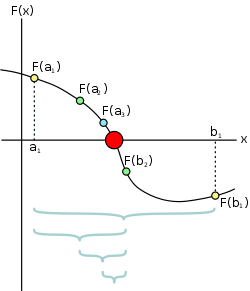 F(x)
F(a₁)
F(a₂)
F(a₃)
b₁
x
a₁
F(b₂)
F(b₁)